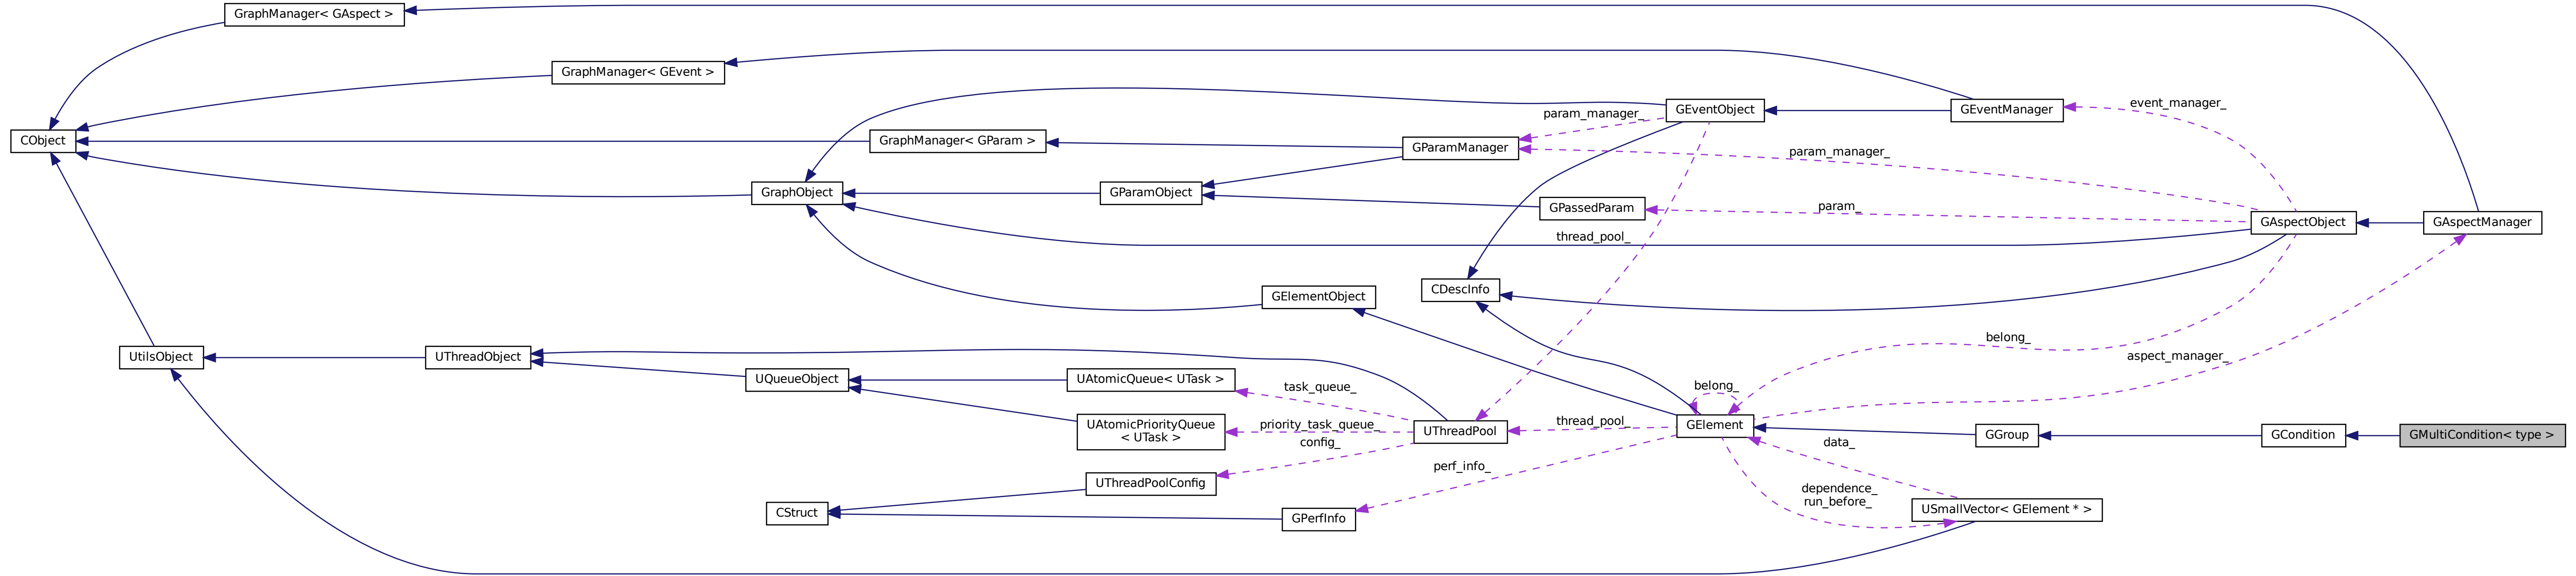 GraphManager< GAspect >
GraphManager< GEvent >
GEventObject
GEventManager
event_manager_
param_manager_
CObject
GraphManager< GParam >
GParamManager
param_manager_
GraphObject
GParamObject
GPassedParam
param_
GAspectObject
GAspectManager
thread_pool_
GElementObject
CDescInfo
belong_
UtilsObject
UThreadObject
aspect_manager_
UQueueObject
UAtomicQueue< UTask >
task_queue_
belong_
UAtomicPriorityQueue
< UTask >
priority_task_queue_
config_
UThreadPool
thread_pool_
GElement
data_
GGroup
GCondition
GMultiCondition< type >
perf_info_
UThreadPoolConfig
dependence_
run_before_
CStruct
GPerfInfo
USmallVector< GElement * >